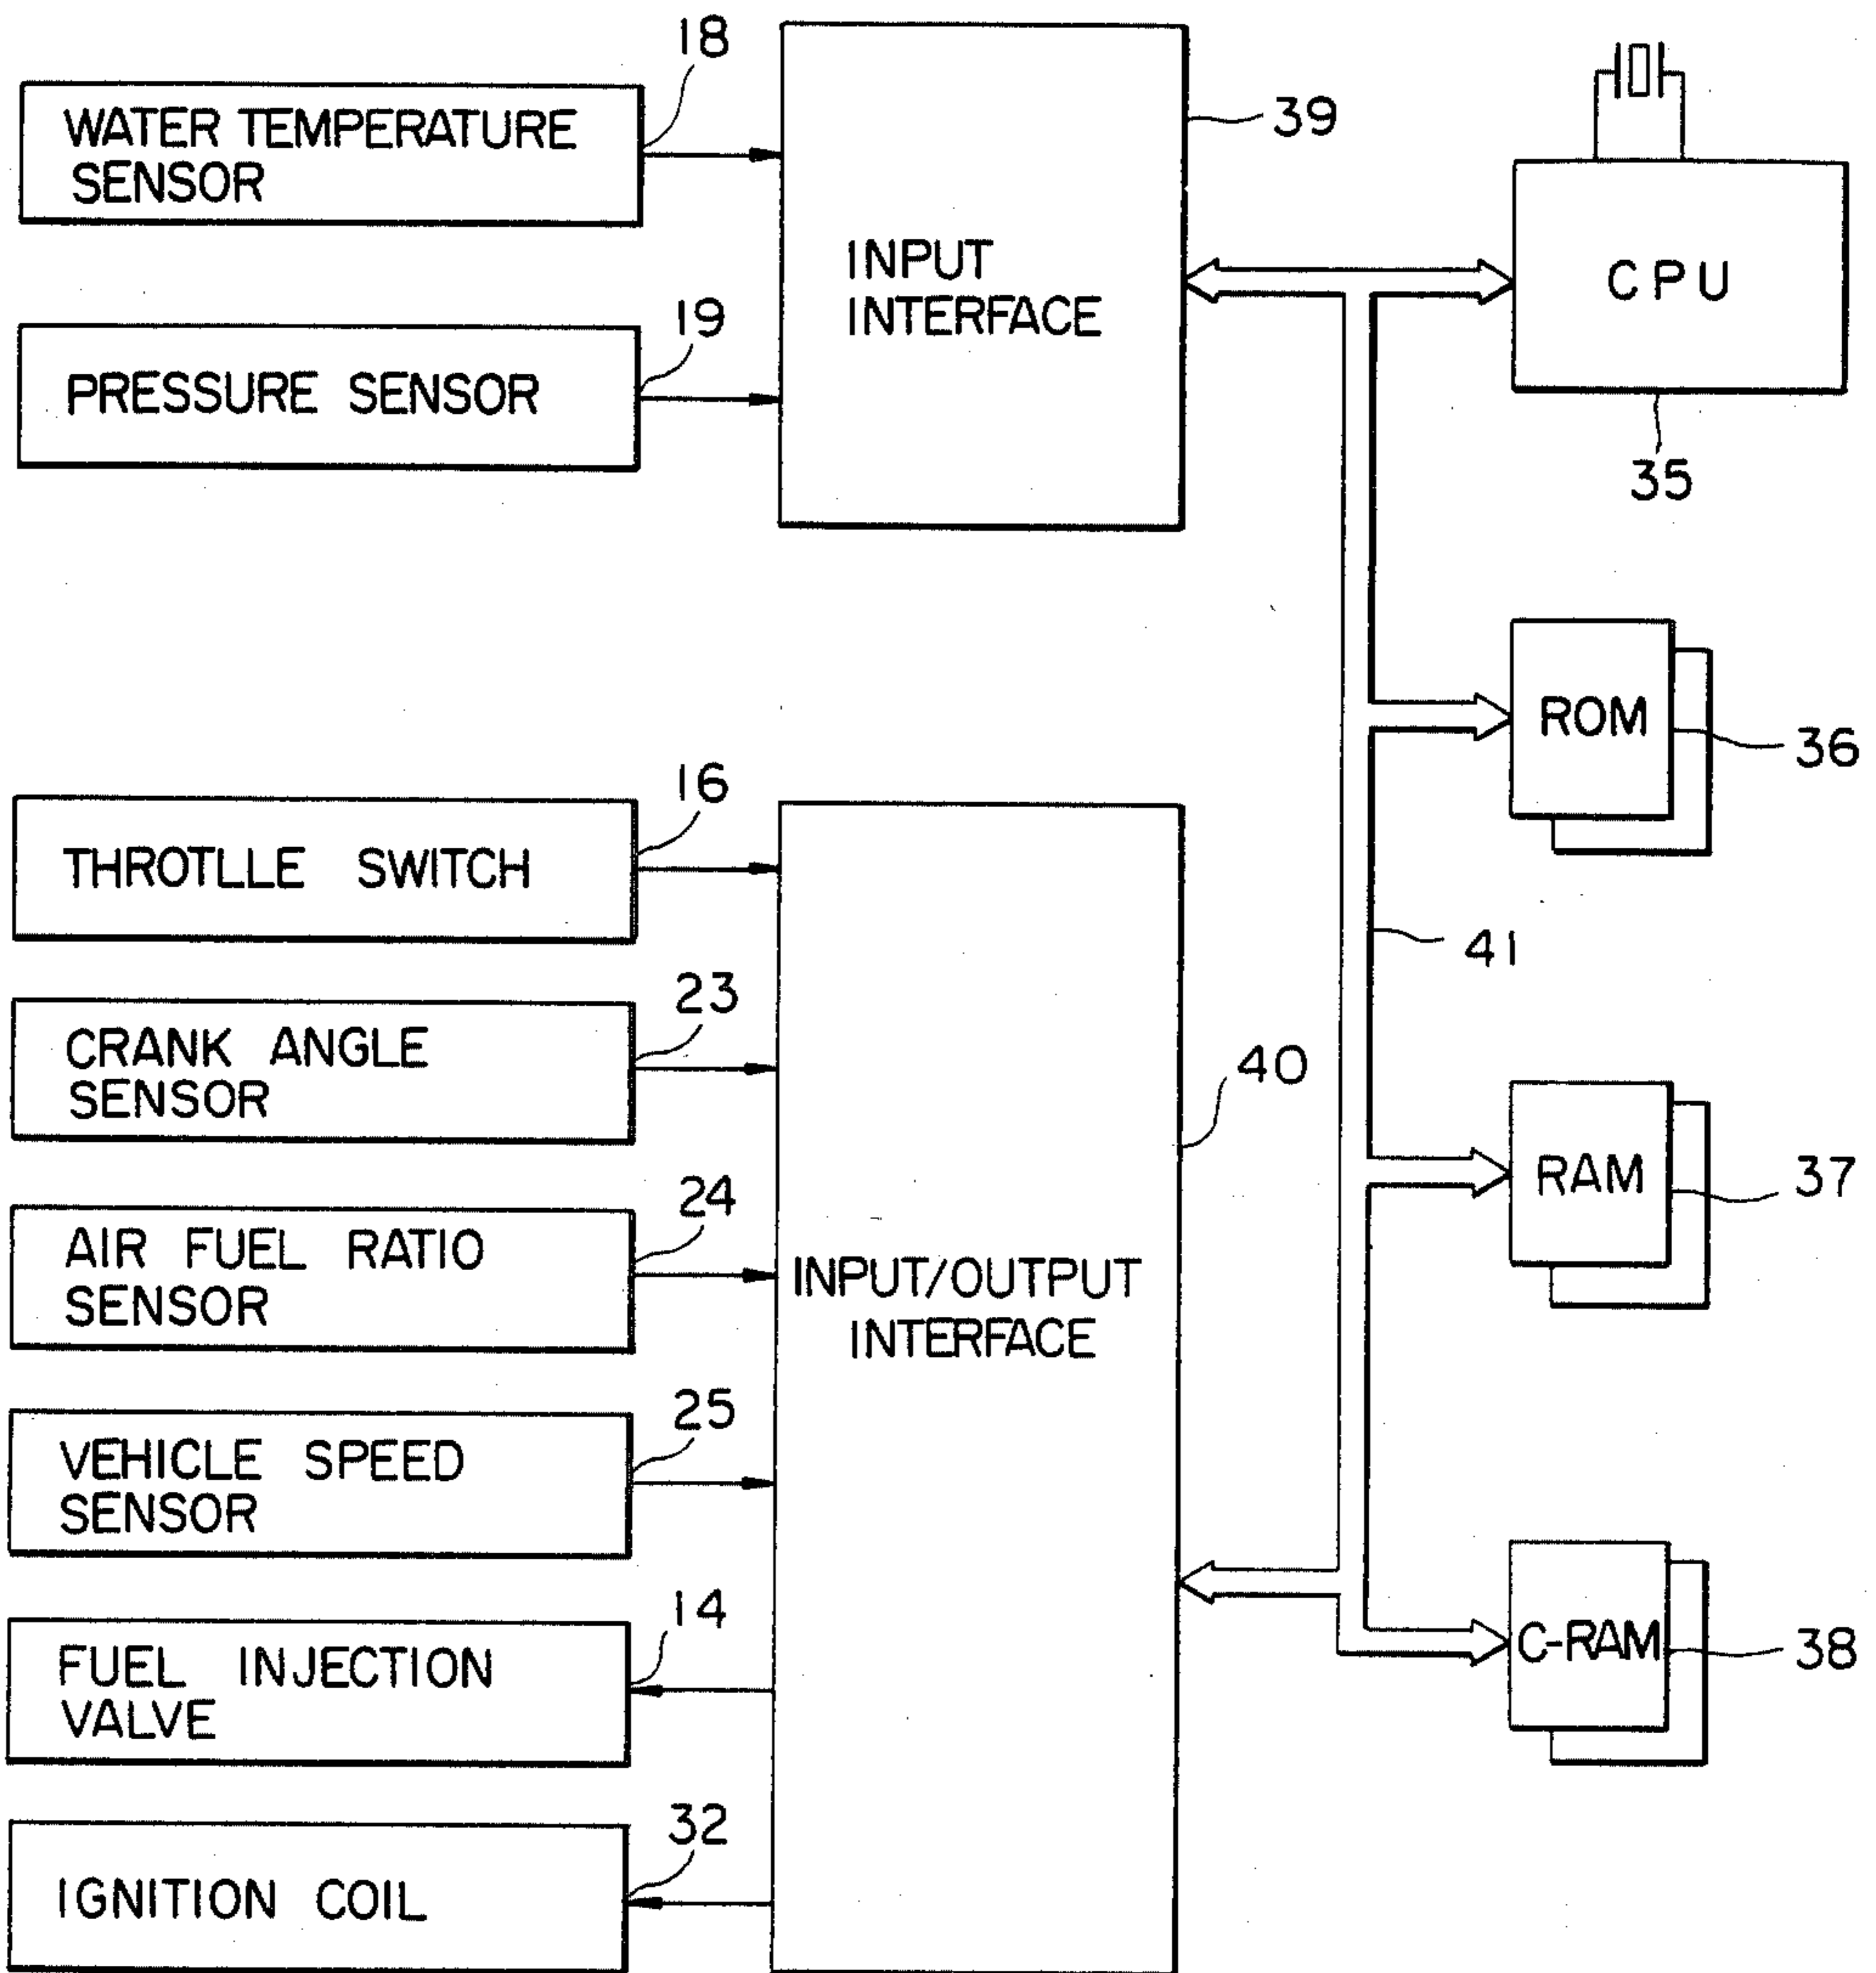 18
WATER TEMPERATURE
SENSOR
39
INPUT
INTERFACE
CPU
19
PRESSURE SENSOR
35
ROM
36
16
THROTLLE SWITCH
41
23
CRANK ANGLE
SENSOR
40
RAM
37
24
AIR FUEL RATIO
SENSOR
INPUT/OUTPUT
INTERFACE
25
VEHICLE SPEED
SENSOR
14
FUEL INJECTION
VALVE
C-RAM
38
32
IGNITION COIL